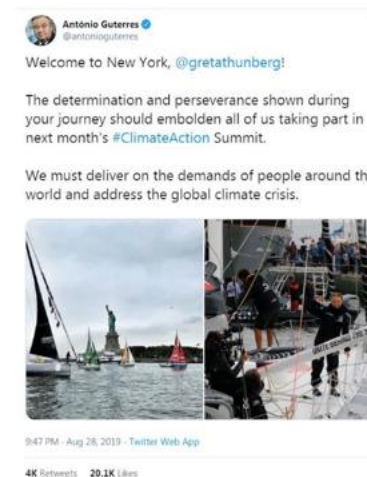 António Guterres
@antonioguterres
Welcome to New York, @gretathunberg!
The determination and perseverance shown during
your journey should embolden all of us taking part in
next month's #ClimateAction Summit.
We must deliver on the demands of people around th
world and address the global climate crisis.
9:47 PM · Aug 28, 2019 · Twitter Web App
4K Retweets 20.1K Likes